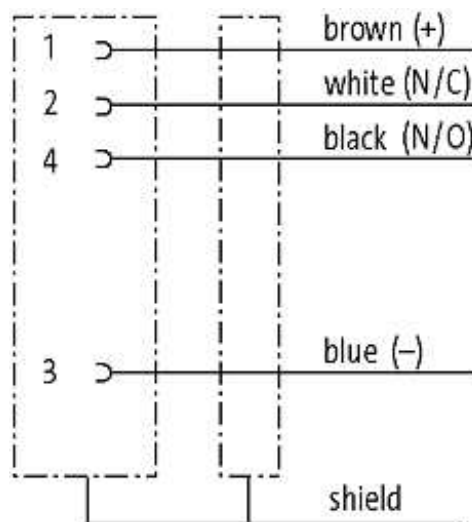 1 brown (+)
2 white (N/C)
4 black (N/O)
3 blue (–)
shield